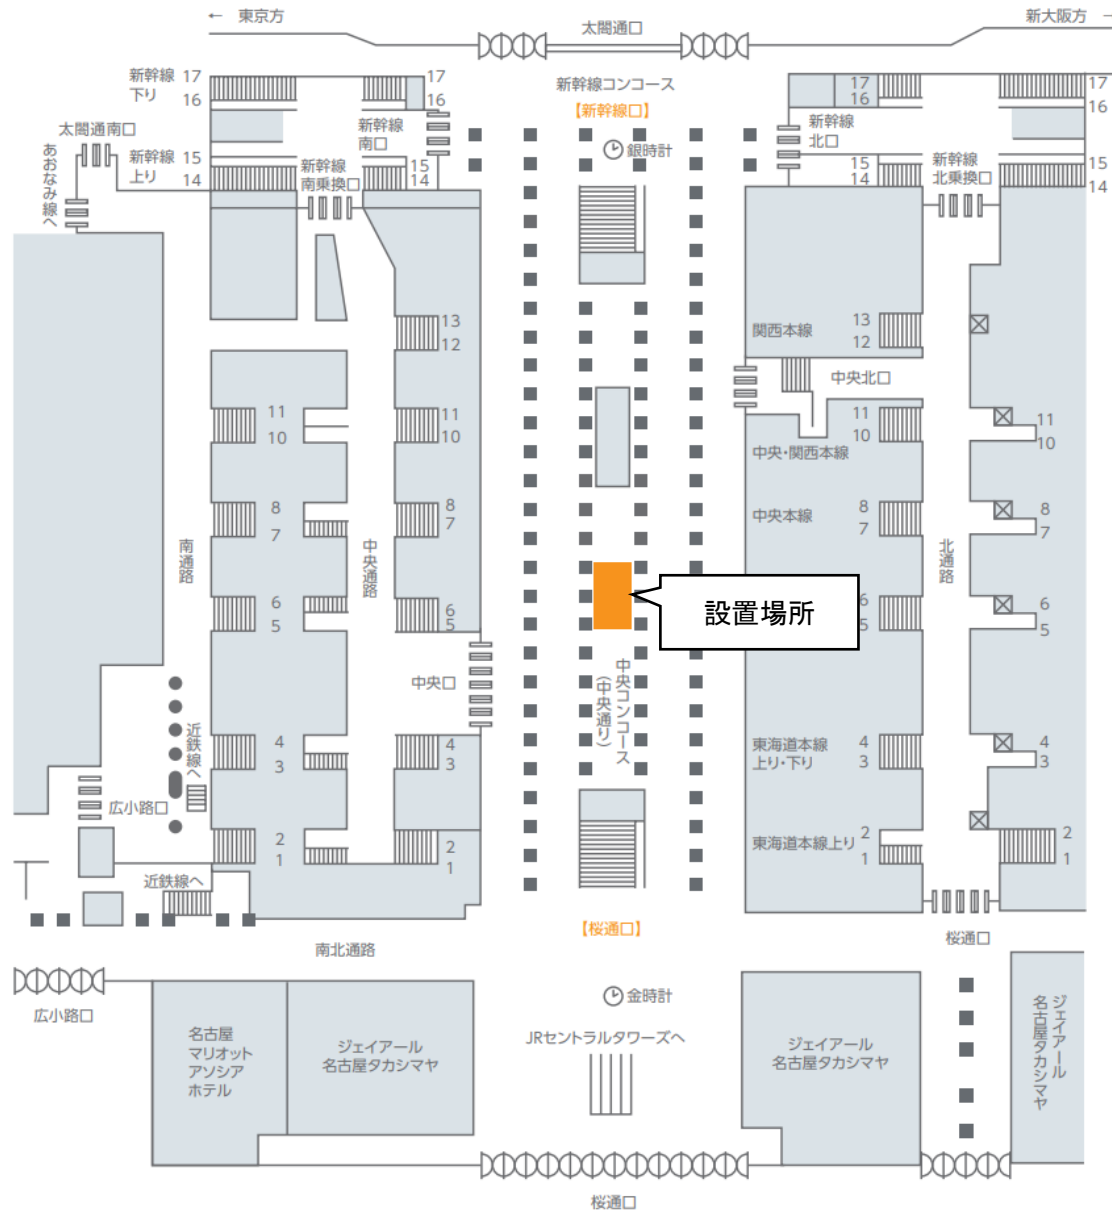 ← 東京方
新大阪方 →
太閤通口
新幹線
下り
17
16
17
16
新幹線コンコース
【新幹線口】
17
16
17
16
太閤通南口
新幹線
南口
銀時計
新幹線
北口
あおなみ線へ
新幹線
上り
15
14
新幹線
南乗換口
15
14
15
14
新幹線
北乗換口
15
14
13
12
関西本線
13
12
中央北口
11
10
11
10
11
10
11
10
中央・関西本線
8
7
8
7
中央本線
8
7
8
7
南通路
中央通路
北通路
設置場所
6
5
6
5
6
5
6
5
中央口
中央コンコース
(中央通り)
近鉄線へ
4
3
4
3
東海道本線
上り・下り
4
3
4
3
広小路口
2
1
2
1
東海道本線上り
2
1
2
1
近鉄線へ
【桜通口】
南北通路
桜通口
広小路口
金時計
JRセントラルタワーズへ
名古屋
マリオット
アソシア
ホテル
ジェイアール
名古屋タカシマヤ
ジェイアール
名古屋タカシマヤ
ジェイアール
名古屋タカシマヤ
桜通口